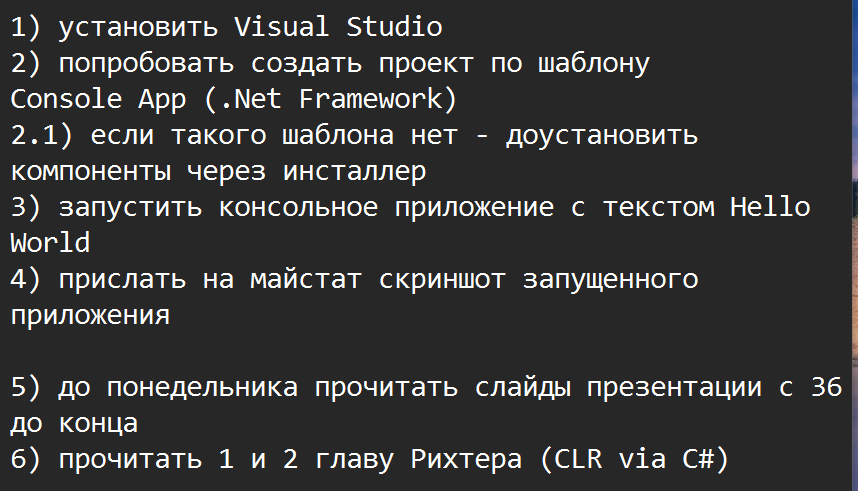 1) установить Visual Studio
2) попробовать создать проект по шаблону
Console App (.Net Framework)
2.1) если такого шаблона нет - доустановить
компоненты через инсталлер
3) запустить консольное приложение с текстом Hello
World
4) прислать на майстат скриншот запущенного
приложения
5) до понедельника прочитать слайды презентации с 36
до конца
6) прочитать 1 и 2 главу Рихтера (CLR via C#)